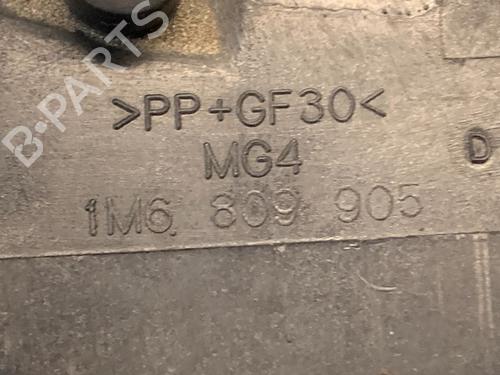 B-PARTS
>PP+GF30<
MG4
D
1M6 809 905